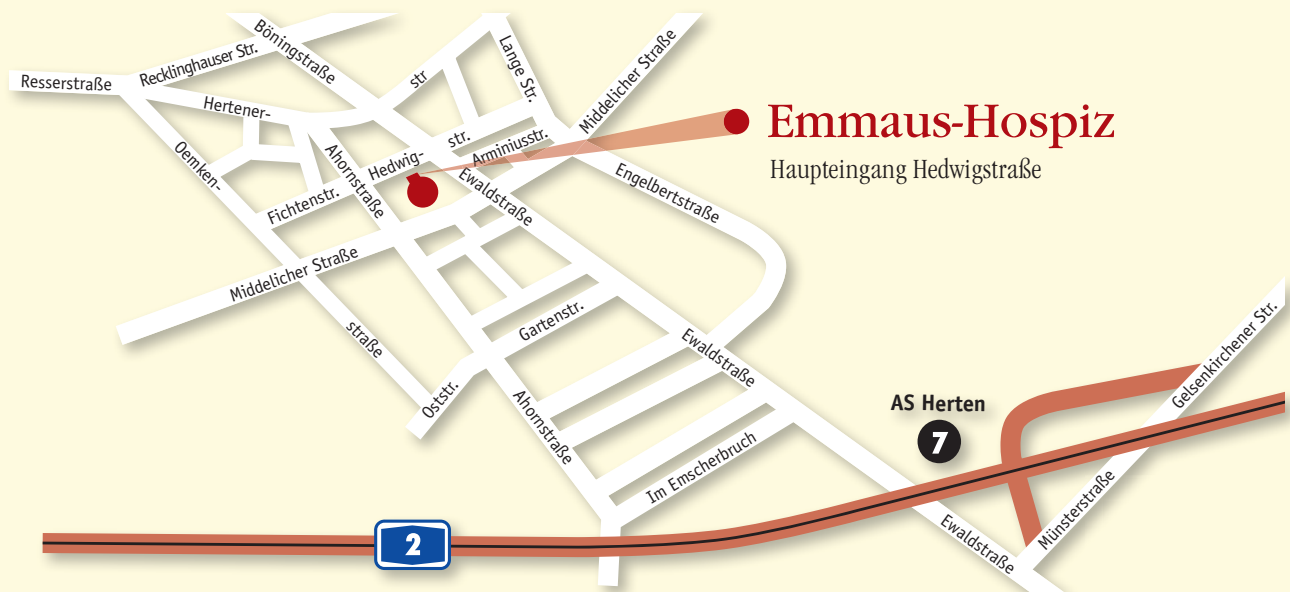 Böningstraße
Recklinghauser Str.
Resserstraße
Hertener-
str
Lange Str.
Middelicher Straße
Emmaus-Hospiz
Haupteingang Hedwigstraße
Oemken-
Ahornstraße
Hedwig-
str.
Arminiusstr.
Ewaldstraße
Engelbertstraße
Fichtenstr.
Middelicher Straße
straße
Gartenstr.
Oststr.
Ewaldstraße
Ahornstraße
Im Emscherbruch
AS Herten
7
Gelsenkirchener Str.
Münsterstraße
Ewaldstraße
2